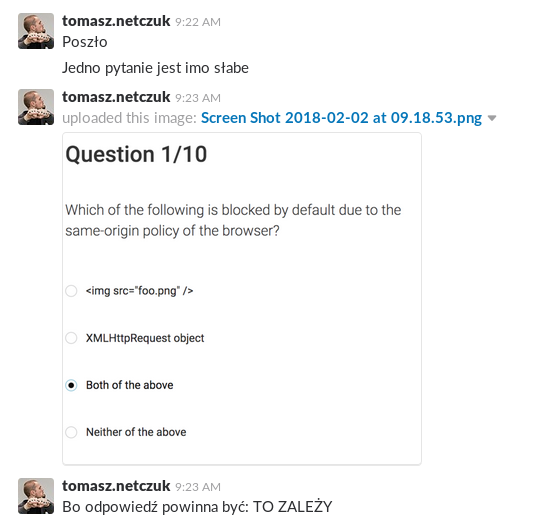 tomasz.netczuk 9:22 AM
Poszło
Jedno pytanie jest imo słabe
tomasz.netczuk 9:23 AM
uploaded this image: Screen Shot 2018-02-02 at 09.18.53.png
Question 1/10
Which of the following is blocked by default due to the
same-origin policy of the browser?
<img src="foo.png" />
XMLHttpRequest object
Both of the above
Neither of the above
tomasz.netczuk 9:23 AM
Bo odpowiedź powinna być: TO ZALEŻY